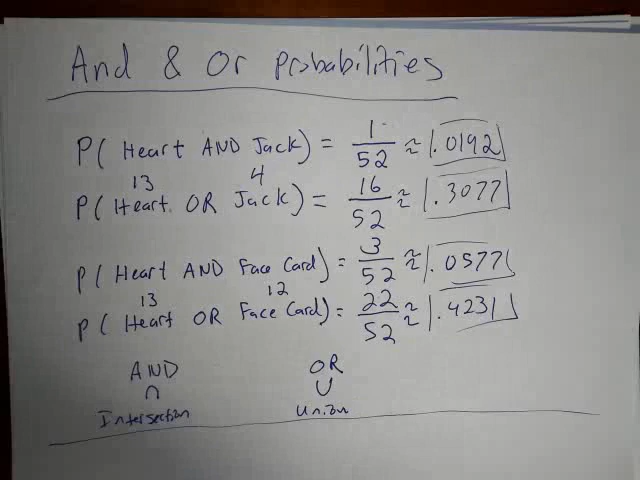 And & Or probabilities
P( Heart AND Jack) = 1/52 ≈ .0192
13 4
P( Heart OR Jack) = 16/52 ≈ .3077
P( Heart AND Face Card) = 3/52 ≈ .0577
13 12
P( Heart OR Face Card) = 22/52 ≈ .4231
AND OR
∩ ∪
Intersection Union